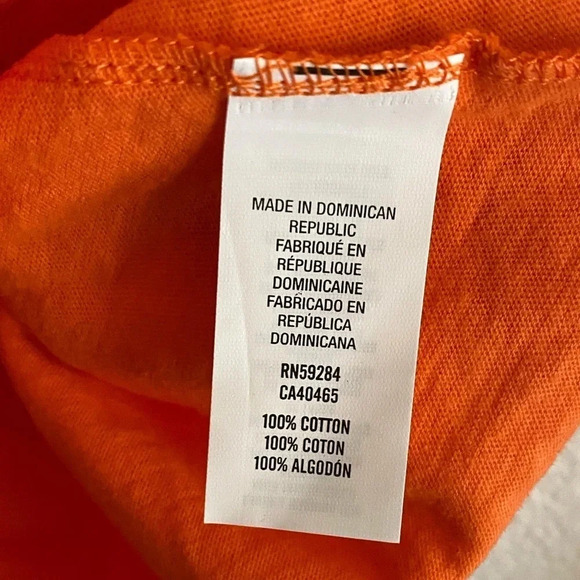 MADE IN DOMINICAN
REPUBLIC
FABRIQUÉ EN
RÉPUBLIQUE
DOMINICAINE
FABRICADO EN
REPÚBLICA
DOMINICANA
RN59284
CA40465
100% COTTON
100% COTON
100% ALGODÓN